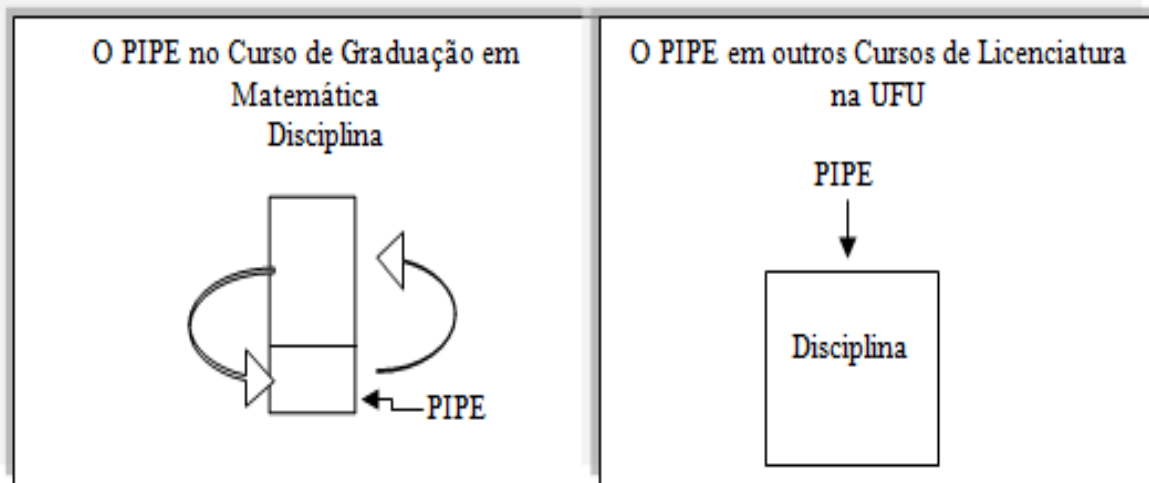 O PIPE no Curso de Graduação em
Matemática
Disciplina
PIPE
O PIPE em outros Cursos de Licenciatura
na UFU
PIPE
Disciplina